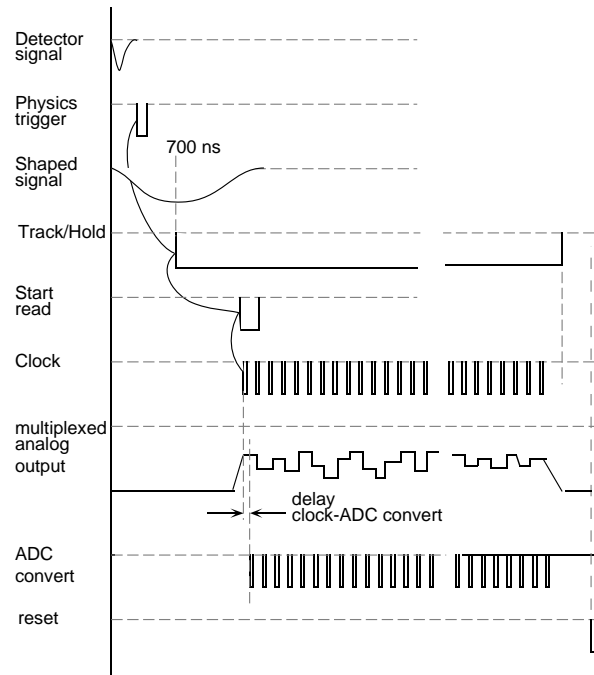 Detector
signal
Physics
trigger
700 ns
Shaped
signal
Track/Hold
Start
read
Clock
multiplexed
analog
output
delay
clock-ADC convert
ADC
convert
reset